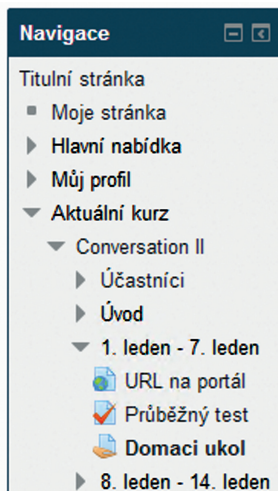 Navigace
Titulní stránka
Moje stránka
Hlavní nabídka
Můj profil
Aktuální kurz
Conversation II
Účastníci
Úvod
1. leden - 7. leden
URL na portál
Průběžný test
Domaci ukol
8. leden - 14. leden